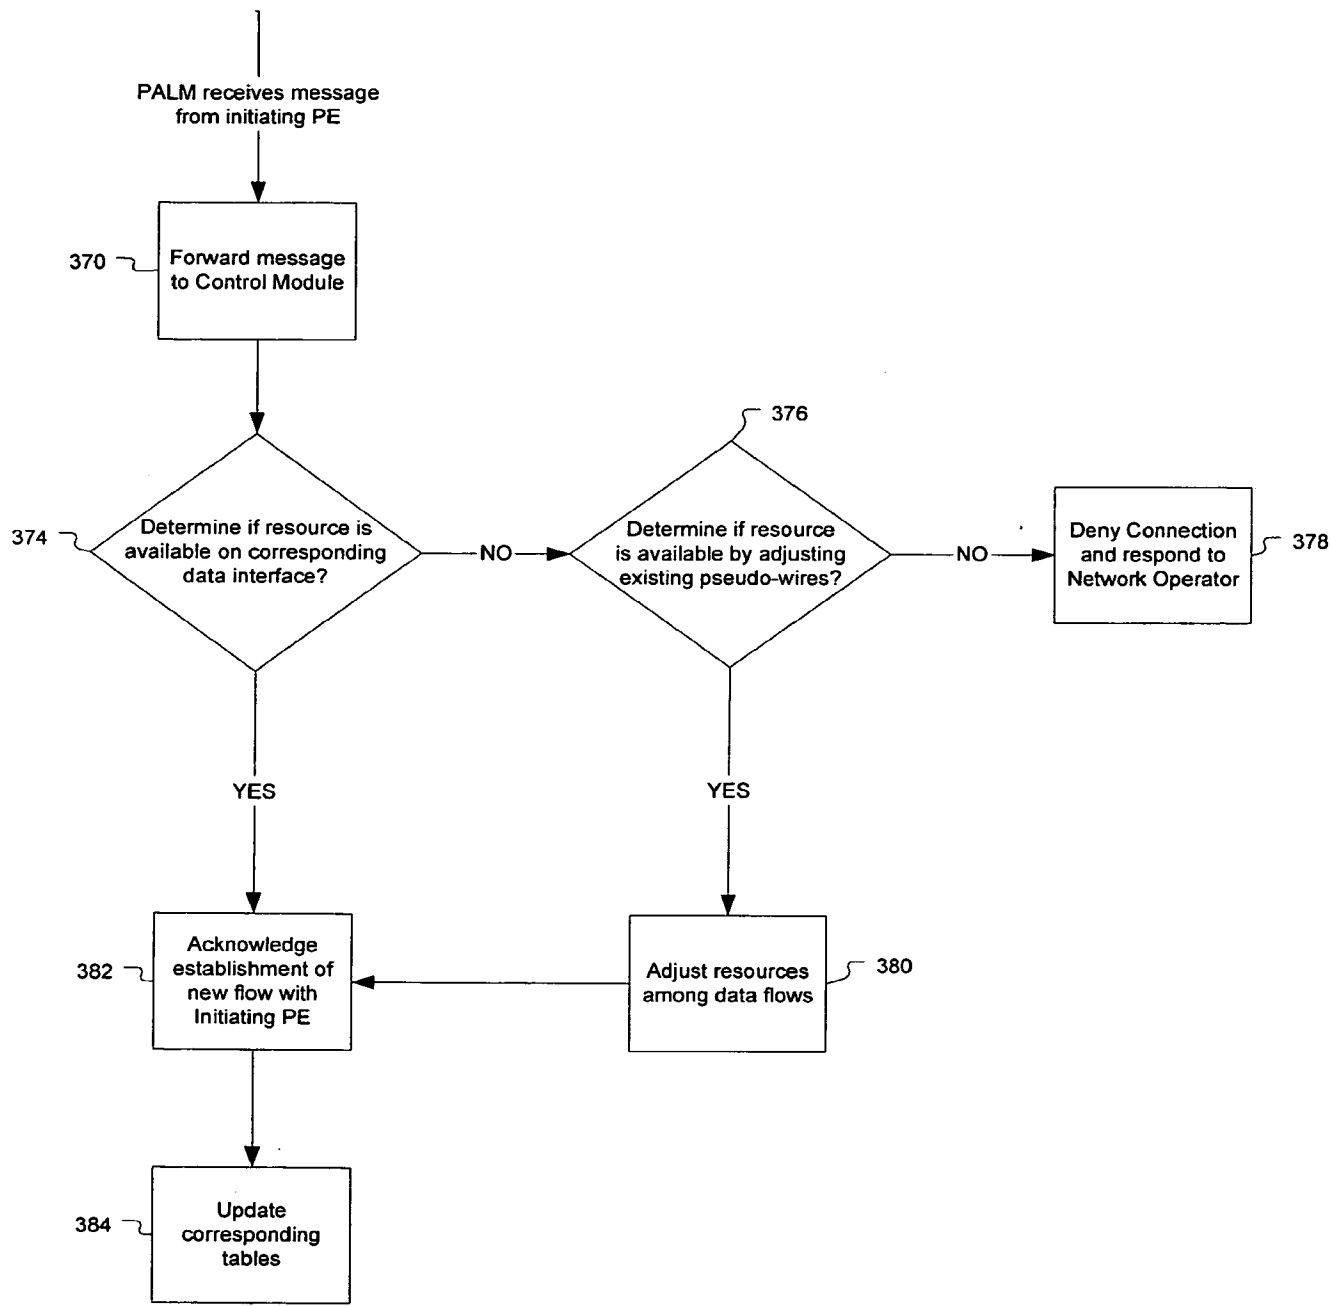 PALM receives message
from initiating PE
370
Forward message
to Control Module
376
374
Determine if resource is
available on corresponding
data interface?
NO
Determine if resource
is available by adjusting
existing pseudo-wires?
NO
Deny Connection
and respond to
Network Operator
378
YES
YES
382
Acknowledge
establishment of
new flow with
Initiating PE
Adjust resources
among data flows
380
384
Update
corresponding
tables